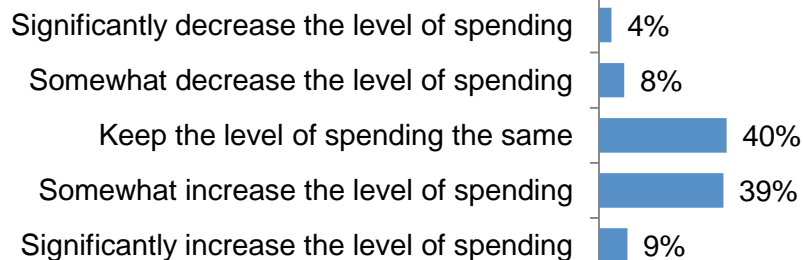 Significantly decrease the level of spending 4%
Somewhat decrease the level of spending 8%
Keep the level of spending the same 40%
Somewhat increase the level of spending 39%
Significantly increase the level of spending 9%